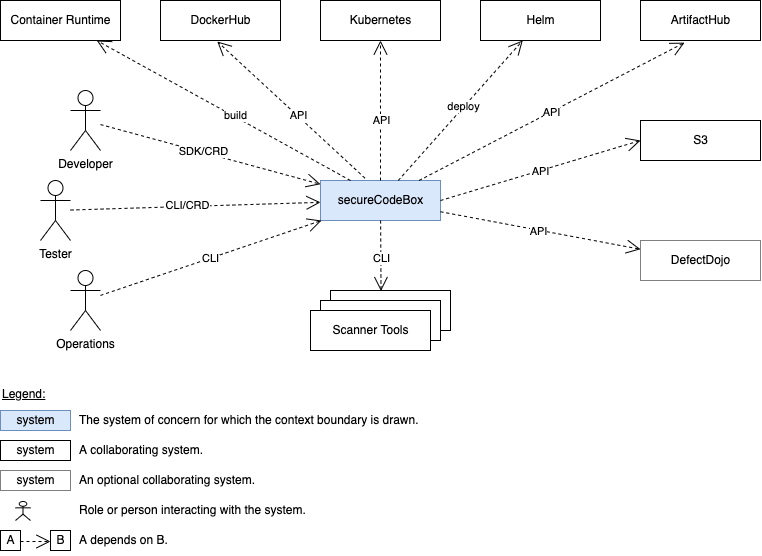 Container Runtime
DockerHub
Kubernetes
Helm
ArtifactHub
build
API
API
deploy
API
Developer
SDK/CRD
S3
API
Tester
CLI/CRD
secureCodeBox
API
DefectDojo
CLI
CLI
Operations
Scanner Tools
Legend:
system The system of concern for which the context boundary is drawn.
system A collaborating system.
system An optional collaborating system.
Role or person interacting with the system.
A B A depends on B.